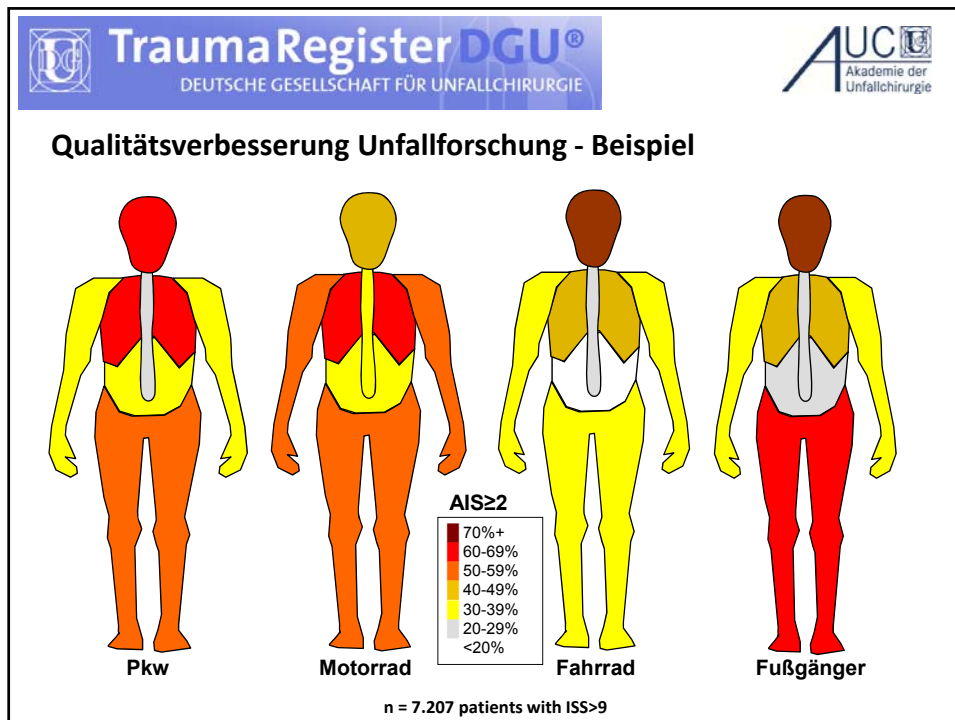 TraumaRegister DGU®
DEUTSCHE GESELLSCHAFT FÜR UNFALLCHIRURGIE
AUC
Akademie der
Unfallchirurgie
Qualitätsverbesserung Unfallforschung - Beispiel
AIS≥2
70%+
60-69%
50-59%
40-49%
30-39%
20-29%
<20%
Pkw Motorrad Fahrrad Fußgänger
n = 7.207 patients with ISS>9